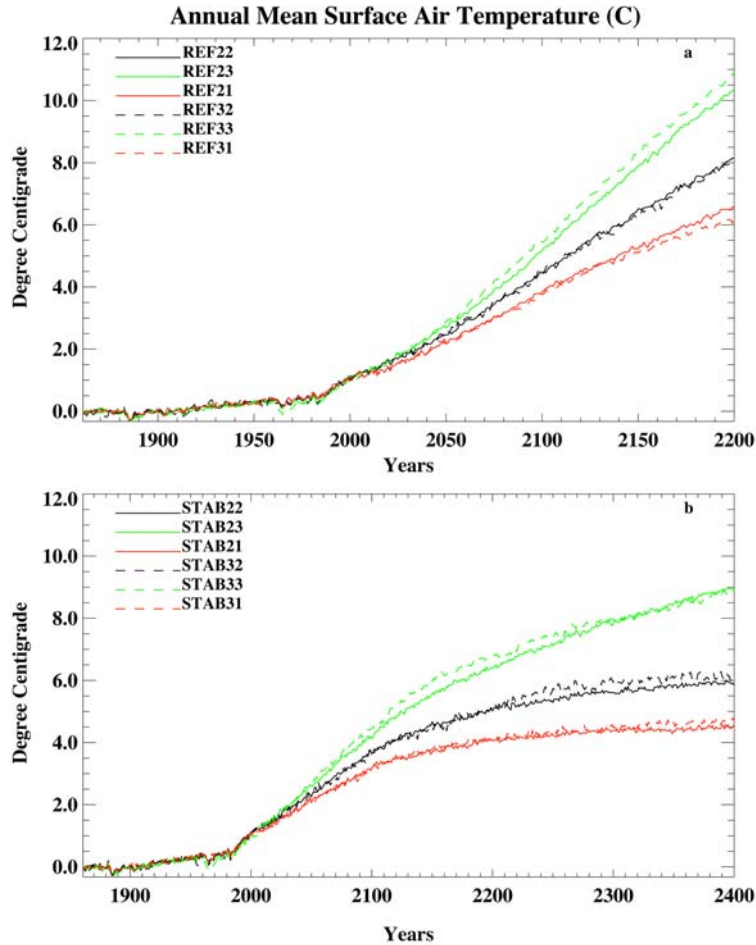 Annual Mean Surface Air Temperature (C)
12.0
10.0
8.0
6.0
4.0
2.0
0.0
Degree Centigrade
REF22
REF23
REF21
REF32
REF33
REF31
a
1900 1950 2000 2050 2100 2150 2200
Years
12.0
10.0
8.0
6.0
4.0
2.0
0.0
Degree Centigrade
STAB22
STAB23
STAB21
STAB32
STAB33
STAB31
b
1900 2000 2100 2200 2300 2400
Years